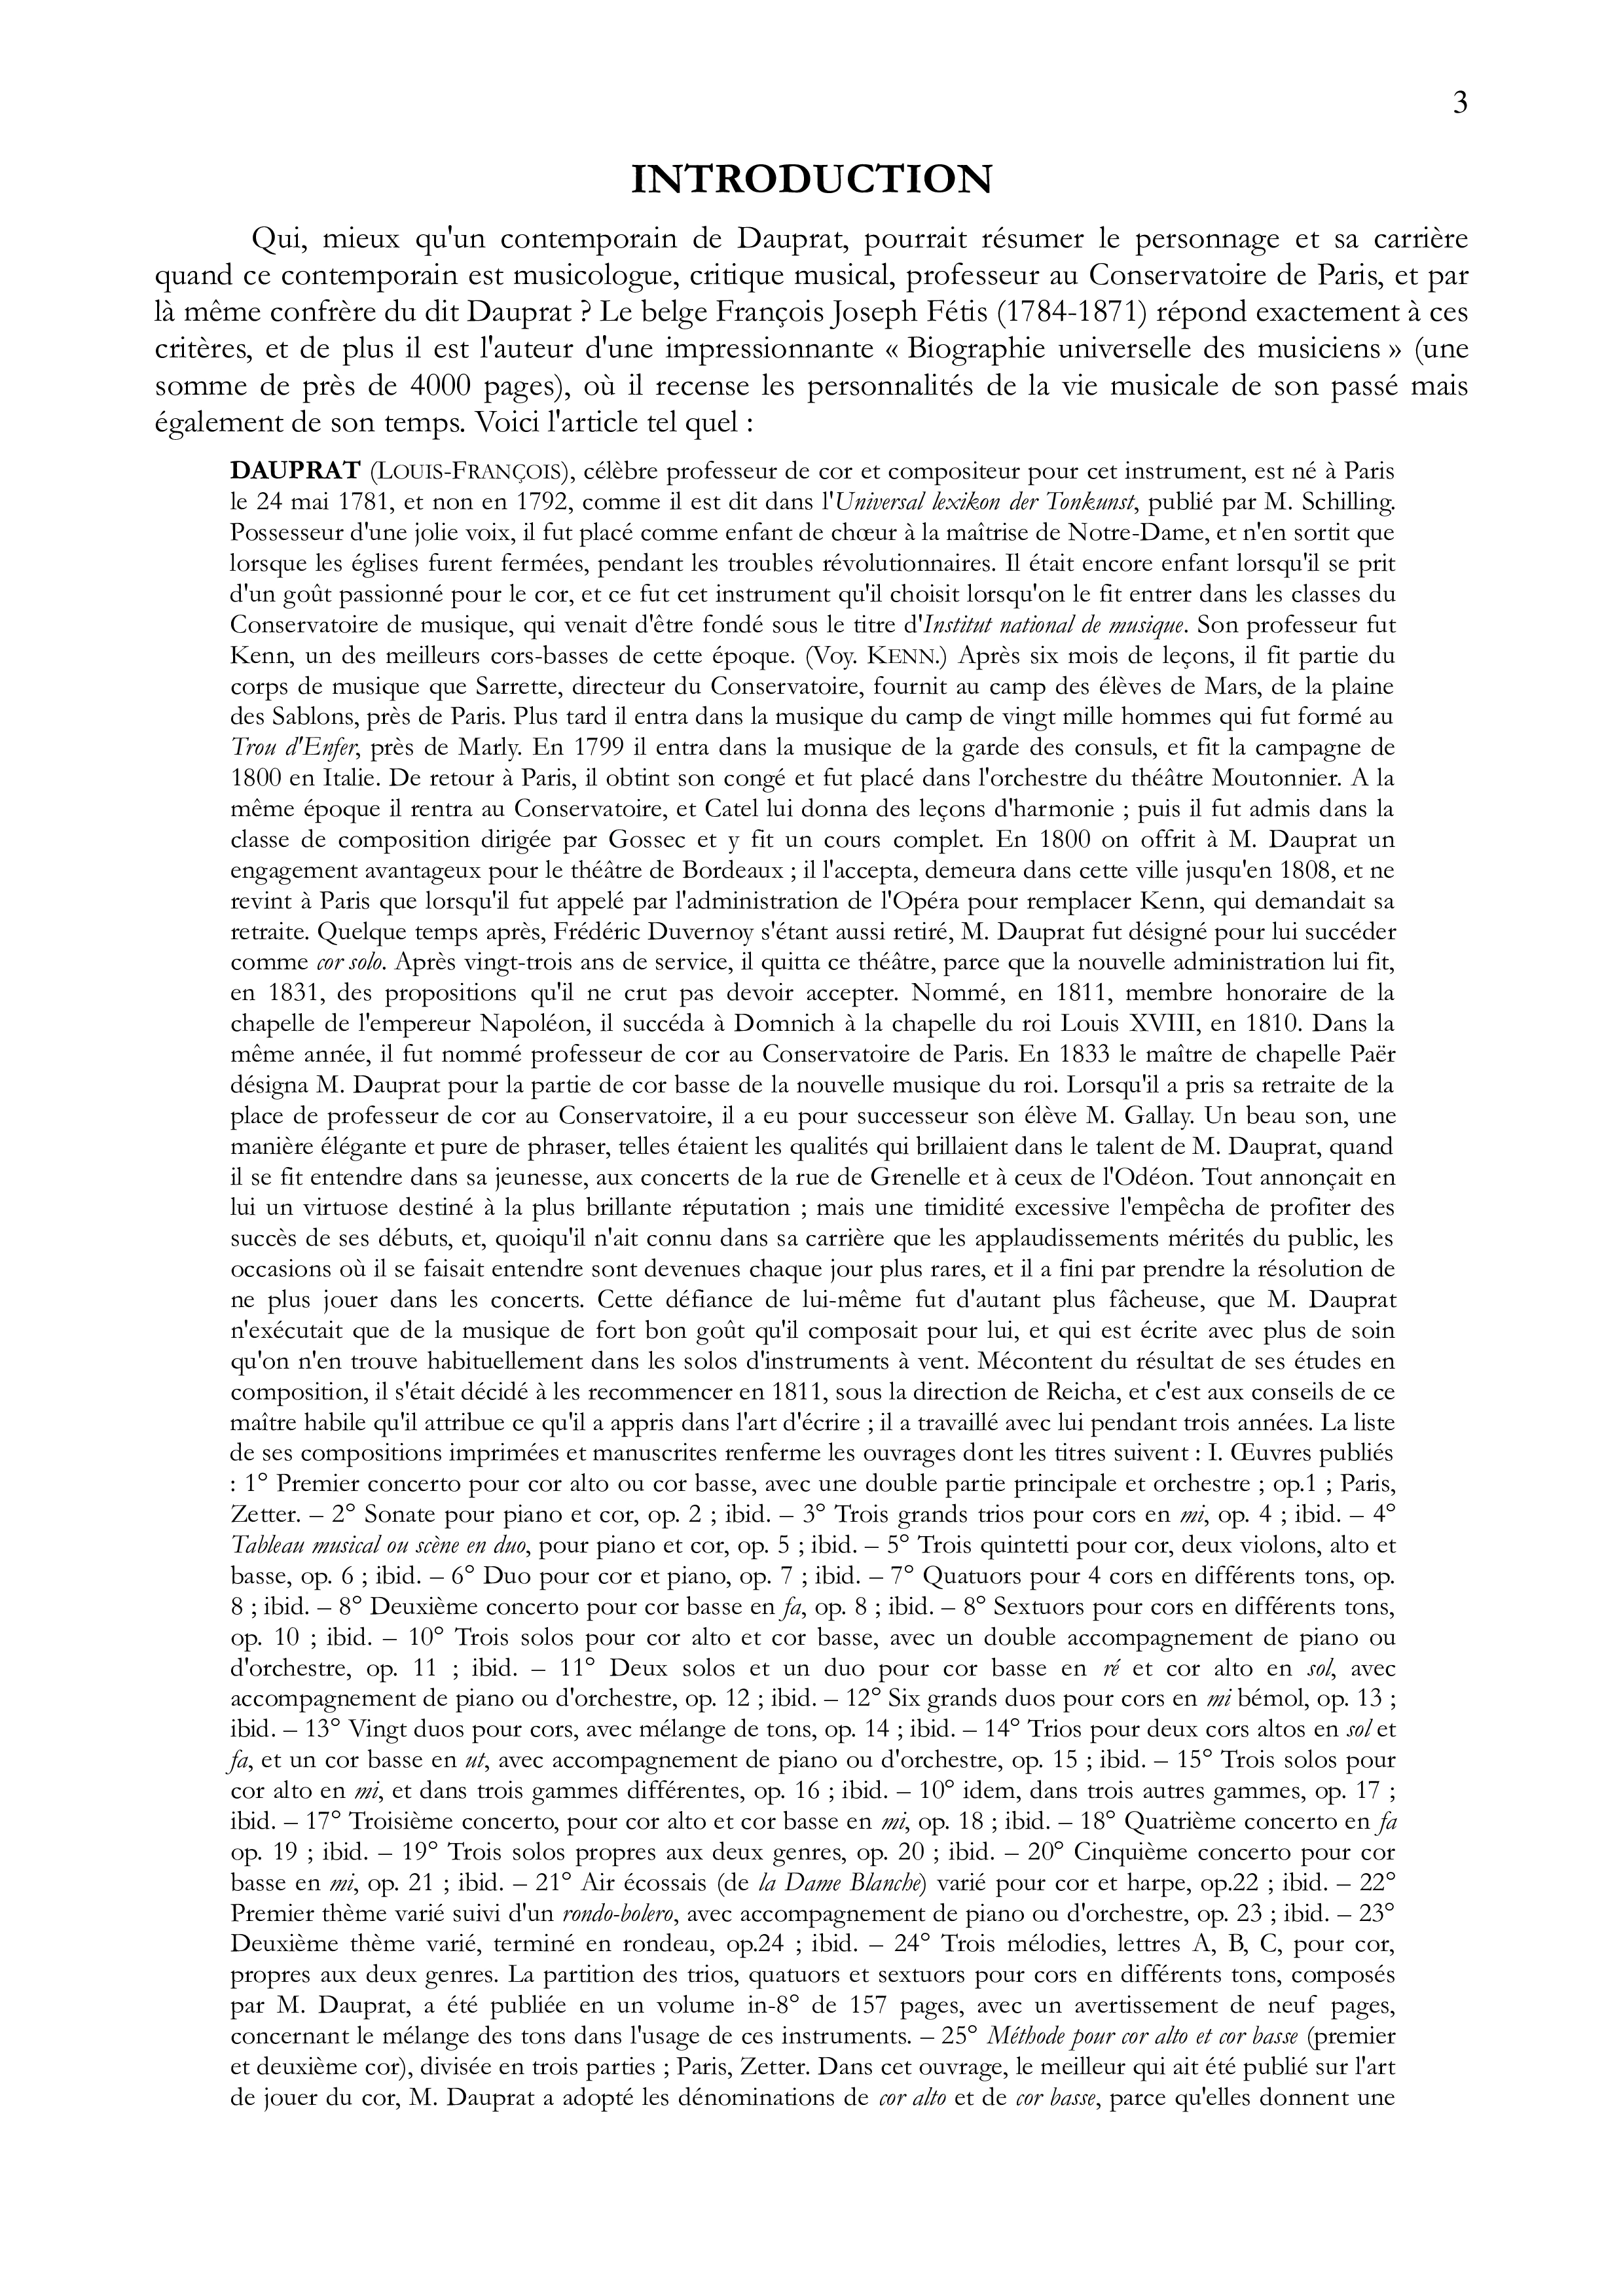 3
INTRODUCTION
Qui, mieux qu'un contemporain de Dauprat, pourrait résumer le personnage et sa carrière
quand ce contemporain est musicologue, critique musical, professeur au Conservatoire de Paris, et par
là même confrère du dit Dauprat ? Le belge François Joseph Fétis (1784-1871) répond exactement à ces
critères, et de plus il est l'auteur d'une impressionnante « Biographie universelle des musiciens » (une
somme de près de 4000 pages), où il recense les personnalités de la vie musicale de son passé mais
également de son temps. Voici l'article tel quel :
DAUPRAT (LOUIS-FRANÇOIS), célèbre professeur de cor et compositeur pour cet instrument, est né à Paris
le 24 mai 1781, et non en 1792, comme il est dit dans l'Universal lexikon der Tonkunst, publié par M. Schilling.
Possesseur d'une jolie voix, il fut placé comme enfant de chœur à la maîtrise de Notre-Dame, et n'en sortit que
lorsque les églises furent fermées, pendant les troubles révolutionnaires. Il était encore enfant lorsqu'il se prit
d'un goût passionné pour le cor, et ce fut cet instrument qu'il choisit lorsqu'on le fit entrer dans les classes du
Conservatoire de musique, qui venait d'être fondé sous le titre d'Institut national de musique. Son professeur fut
Kenn, un des meilleurs cors-basses de cette époque. (Voy. KENN.) Après six mois de leçons, il fit partie du
corps de musique que Sarrette, directeur du Conservatoire, fournit au camp des élèves de Mars, de la plaine
des Sablons, près de Paris. Plus tard il entra dans la musique du camp de vingt mille hommes qui fut formé au
Trou d'Enfer, près de Marly. En 1799 il entra dans la musique de la garde des consuls, et fit la campagne de
1800 en Italie. De retour à Paris, il obtint son congé et fut placé dans l'orchestre du théâtre Moutonnier. A la
même époque il rentra au Conservatoire, et Catel lui donna des leçons d'harmonie ; puis il fut admis dans la
classe de composition dirigée par Gossec et y fit un cours complet. En 1800 on offrit à M. Dauprat un
engagement avantageux pour le théâtre de Bordeaux ; il l'accepta, demeura dans cette ville jusqu'en 1808, et ne
revint à Paris que lorsqu'il fut appelé par l'administration de l'Opéra pour remplacer Kenn, qui demandait sa
retraite. Quelque temps après, Frédéric Duvernoy s'étant aussi retiré, M. Dauprat fut désigné pour lui succéder
comme cor solo. Après vingt-trois ans de service, il quitta ce théâtre, parce que la nouvelle administration lui fit,
en 1831, des propositions qu'il ne crut pas devoir accepter. Nommé, en 1811, membre honoraire de la
chapelle de l'empereur Napoléon, il succéda à Domnich à la chapelle du roi Louis XVIII, en 1810. Dans la
même année, il fut nommé professeur de cor au Conservatoire de Paris. En 1833 le maître de chapelle Paër
désigna M. Dauprat pour la partie de cor basse de la nouvelle musique du roi. Lorsqu'il a pris sa retraite de la
place de professeur de cor au Conservatoire, il a eu pour successeur son élève M. Gallay. Un beau son, une
manière élégante et pure de phraser, telles étaient les qualités qui brillaient dans le talent de M. Dauprat, quand
il se fit entendre dans sa jeunesse, aux concerts de la rue de Grenelle et à ceux de l'Odéon. Tout annonçait en
lui un virtuose destiné à la plus brillante réputation ; mais une timidité excessive l'empêcha de profiter des
succès de ses débuts, et, quoiqu'il n'ait connu dans sa carrière que les applaudissements mérités du public, les
occasions où il se faisait entendre sont devenues chaque jour plus rares, et il a fini par prendre la résolution de
ne plus jouer dans les concerts. Cette défiance de lui-même fut d'autant plus fâcheuse, que M. Dauprat
n'exécutait que de la musique de fort bon goût qu'il composait pour lui, et qui est écrite avec plus de soin
qu'on n'en trouve habituellement dans les solos d'instruments à vent. Mécontent du résultat de ses études en
composition, il s'était décidé à les recommencer en 1811, sous la direction de Reicha, et c'est aux conseils de ce
maître habile qu'il attribue ce qu'il a appris dans l'art d'écrire ; il a travaillé avec lui pendant trois années. La liste
de ses compositions imprimées et manuscrites renferme les ouvrages dont les titres suivent : I. Œuvres publiés
: 1° Premier concerto pour cor alto ou cor basse, avec une double partie principale et orchestre ; op.1 ; Paris,
Zetter. – 2° Sonate pour piano et cor, op. 2 ; ibid. – 3° Trois grands trios pour cors en mi, op. 4 ; ibid. – 4°
Tableau musical ou scène en duo, pour piano et cor, op. 5 ; ibid. – 5° Trois quintetti pour cor, deux violons, alto et
basse, op. 6 ; ibid. – 6° Duo pour cor et piano, op. 7 ; ibid. – 7° Quatuors pour 4 cors en différents tons, op.
8 ; ibid. – 8° Deuxième concerto pour cor basse en fa, op. 8 ; ibid. – 8° Sextuors pour cors en différents tons,
op. 10 ; ibid. – 10° Trois solos pour cor alto et cor basse, avec un double accompagnement de piano ou
d'orchestre, op. 11 ; ibid. – 11° Deux solos et un duo pour cor basse en ré et cor alto en sol, avec
accompagnement de piano ou d'orchestre, op. 12 ; ibid. – 12° Six grands duos pour cors en mi bémol, op. 13 ;
ibid. – 13° Vingt duos pour cors, avec mélange de tons, op. 14 ; ibid. – 14° Trios pour deux cors altos en sol et
fa, et un cor basse en ut, avec accompagnement de piano ou d'orchestre, op. 15 ; ibid. – 15° Trois solos pour
cor alto en mi, et dans trois gammes différentes, op. 16 ; ibid. – 10° idem, dans trois autres gammes, op. 17 ;
ibid. – 17° Troisième concerto, pour cor alto et cor basse en mi, op. 18 ; ibid. – 18° Quatrième concerto en fa
op. 19 ; ibid. – 19° Trois solos propres aux deux genres, op. 20 ; ibid. – 20° Cinquième concerto pour cor
basse en mi, op. 21 ; ibid. – 21° Air écossais (de la Dame Blanche) varié pour cor et harpe, op.22 ; ibid. – 22°
Premier thème varié suivi d'un rondo-bolero, avec accompagnement de piano ou d'orchestre, op. 23 ; ibid. – 23°
Deuxième thème varié, terminé en rondeau, op.24 ; ibid. – 24° Trois mélodies, lettres A, B, C, pour cor,
propres aux deux genres. La partition des trios, quatuors et sextuors pour cors en différents tons, composés
par M. Dauprat, a été publiée en un volume in-8° de 157 pages, avec un avertissement de neuf pages,
concernant le mélange des tons dans l'usage de ces instruments. – 25° Méthode pour cor alto et cor basse (premier
et deuxième cor), divisée en trois parties ; Paris, Zetter. Dans cet ouvrage, le meilleur qui ait été publié sur l'art
de jouer du cor, M. Dauprat a adopté les dénominations de cor alto et de cor basse, parce qu'elles donnent une